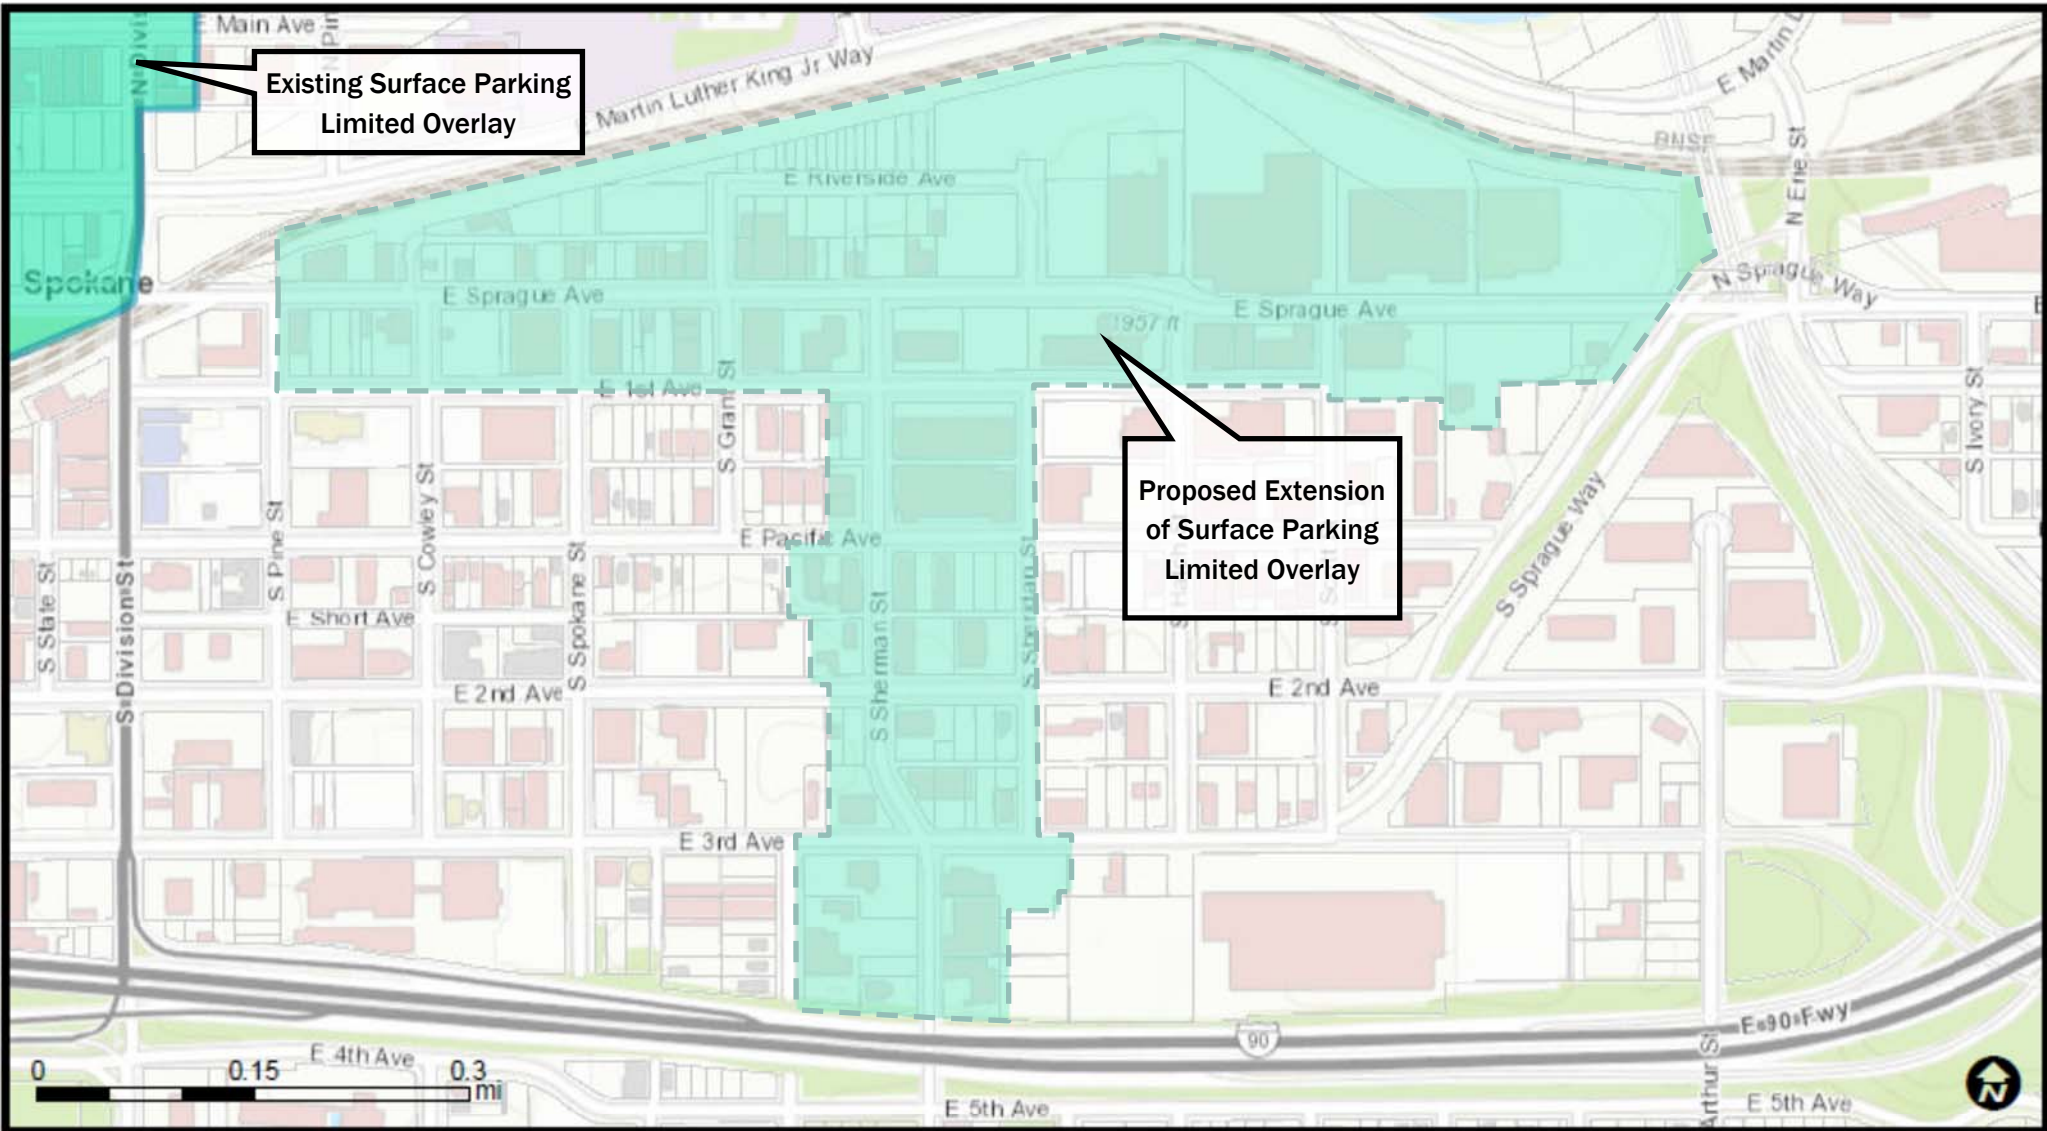 Main Ave
Existing Surface Parking
Limited Overlay
Martin Luther King Jr Way
E Martin L
BNSF
E Riverside Ave
N Erie St
Spokane
E Sprague Ave
E Sprague Ave
1957 ft
N Sprague Way
E 1st Ave
S Grant St
S Ivory St
Proposed Extension
of Surface Parking
Limited Overlay
S Pine St
S Cowley St
E Pacific Ave
S State St
S Division St
S Spokane St
S Sherman St
S Sheridan St
S Sprague Way
E Short Ave
E 2nd Ave
E 2nd Ave
E 3rd Ave
E 90 Fwy
90
Arthur St
0 0.15 0.3
mi
E 4th Ave
E 5th Ave
E 5th Ave
N